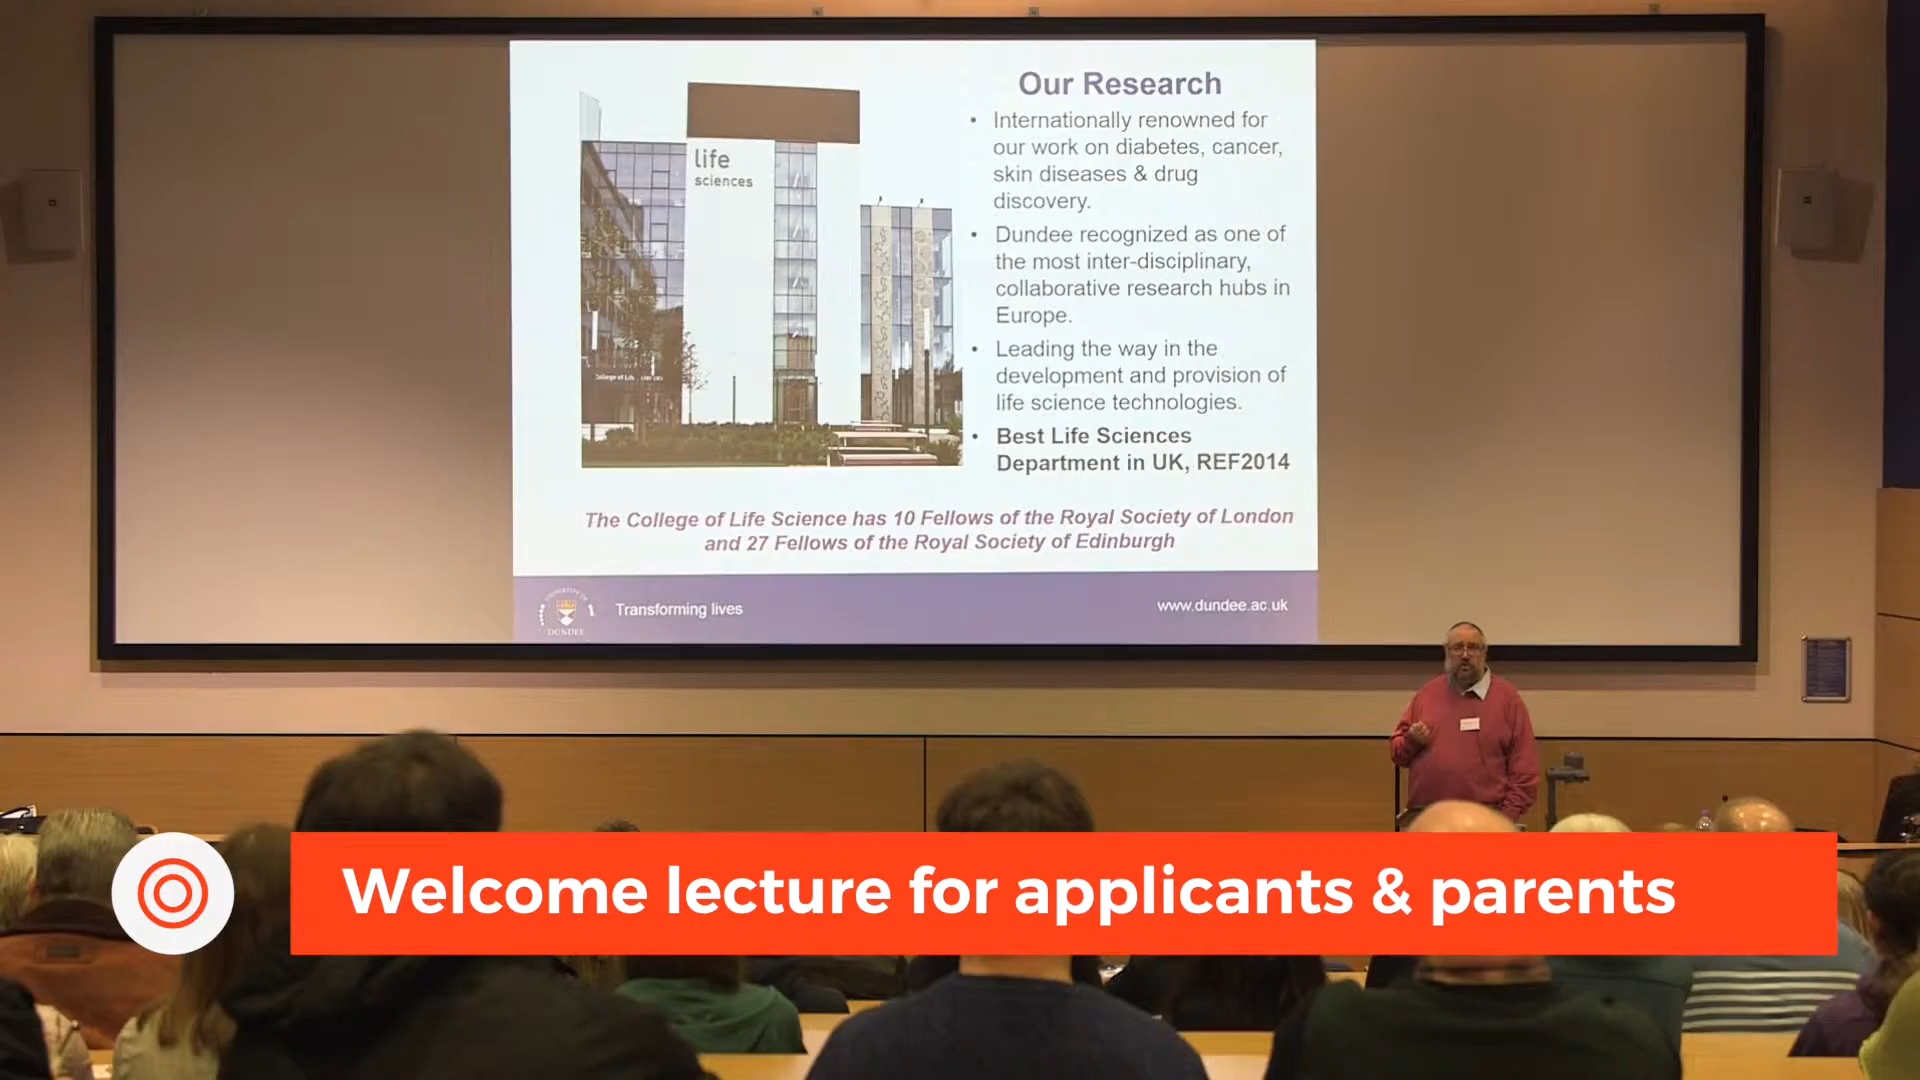 life
sciences
Our Research
• Internationally renowned for
our work on diabetes, cancer,
skin diseases & drug
discovery.
• Dundee recognized as one of
the most inter-disciplinary,
collaborative research hubs in
Europe.
• Leading the way in the
development and provision of
life science technologies.
• Best Life Sciences
Department in UK, REF2014
The College of Life Science has 10 Fellows of the Royal Society of London
and 27 Fellows of the Royal Society of Edinburgh
UNIVERSITY OF
DUNDEE
Transforming lives
www.dundee.ac.uk
Welcome lecture for applicants & parents